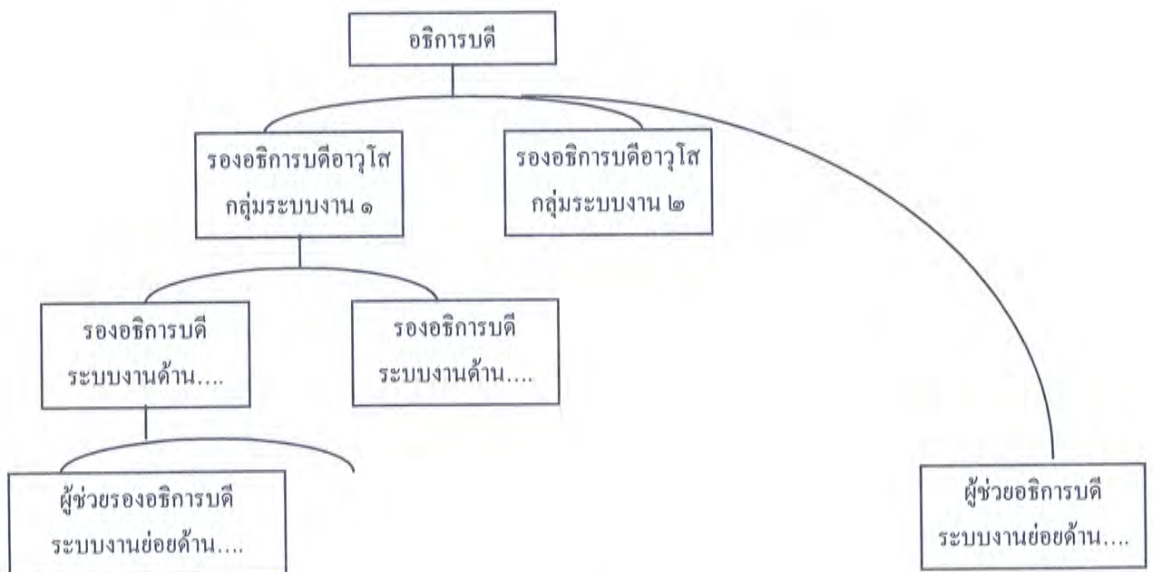 อธิการบดี
รองอธิการบดีอาวุโส
กลุ่มระบบงาน ๑
รองอธิการบดีอาวุโส
กลุ่มระบบงาน ๒
รองอธิการบดี
ระบบงานด้าน....
รองอธิการบดี
ระบบงานด้าน....
ผู้ช่วยรองอธิการบดี
ระบบงานย่อยด้าน....
ผู้ช่วยอธิการบดี
ระบบงานย่อยด้าน....